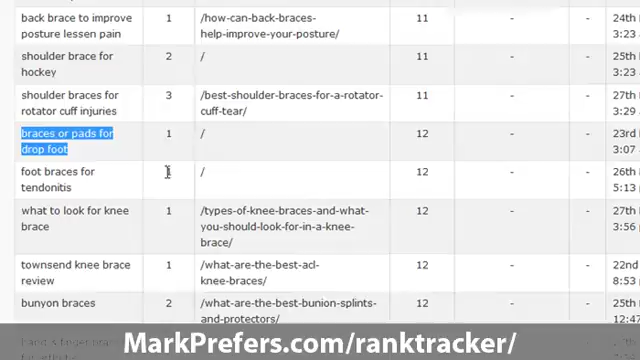 back brace to improve 1 /how-can-back-braces- 11 - - 24th
posture lessen pain help-improve-your-posture/ 3:23
shoulder brace for 2 / 11 - - 25th
hockey 3:23
shoulder braces for 3 /best-shoulder-braces-for-a-rotator- 11 - - 27th
rotator cuff injuries cuff-tear/ 3:29
braces or pads for 1 / 12 - - 23rd
drop foot 3:07
foot braces for / 12 - - 26th
tendonitis 5:13
what to look for knee 1 /types-of-knee-braces-and-what- 12 - - 27th
brace you-should-look-for-in-a-knee- 3:56
brace/
townsend knee brace 1 /what-are-the-best-acl- 12 - - 22nd
review knee-braces/ 8:53
bunyon braces 2 /what-are-the-best-bunion-splints- 12 - - 25th
and-protectors/ 12:47
MarkPrefers.com/ranktracker/